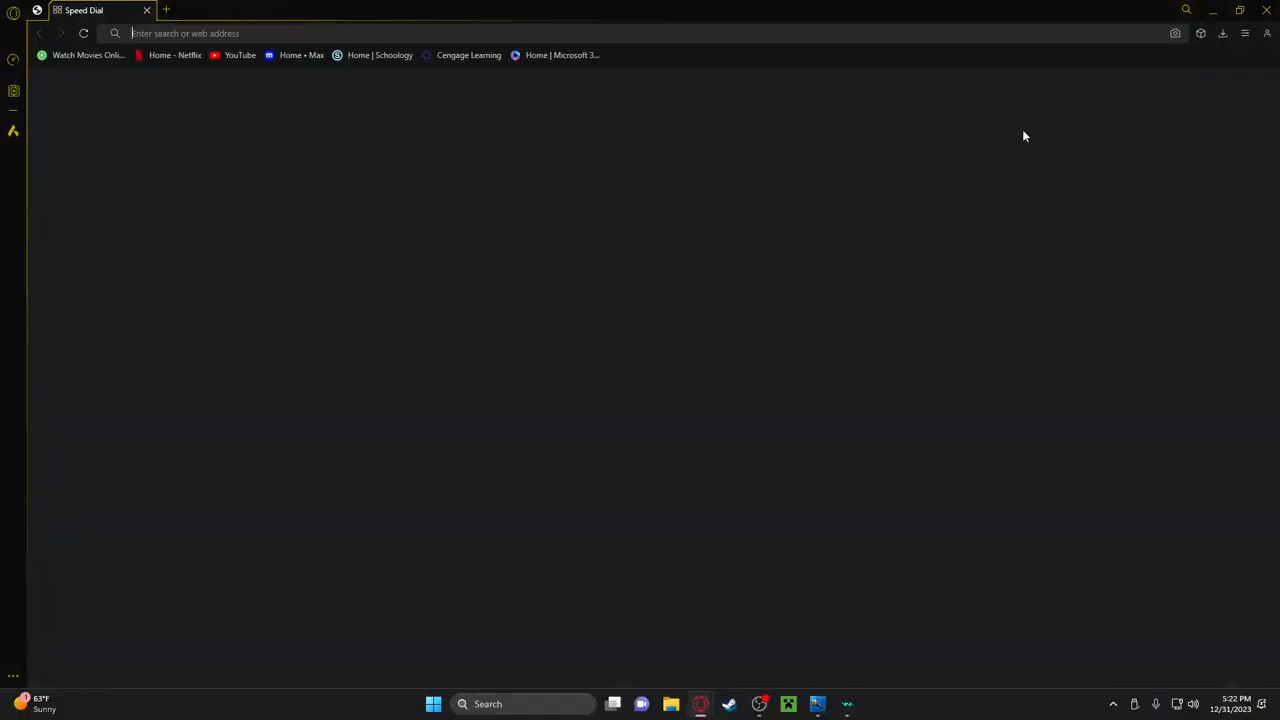 Speed Dial
Enter search or web address
Watch Movies Onli... Home - Netflix YouTube Home • Max Home | Schoology Cengage Learning Home | Microsoft 3...
1
63°F
Sunny
Search
5:22 PM
12/31/2023